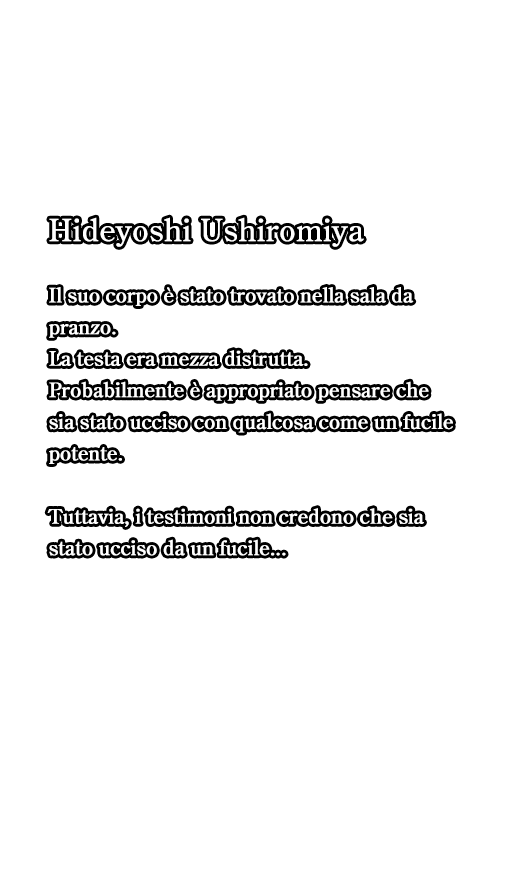 Hideyoshi Ushiromiya
Il suo corpo è stato trovato nella sala da
pranzo.
La testa era mezza distrutta.
Probabilmente è appropriato pensare che
sia stato ucciso con qualcosa come un fucile
potente.
Tuttavia, i testimoni non credono che sia
stato ucciso da un fucile...